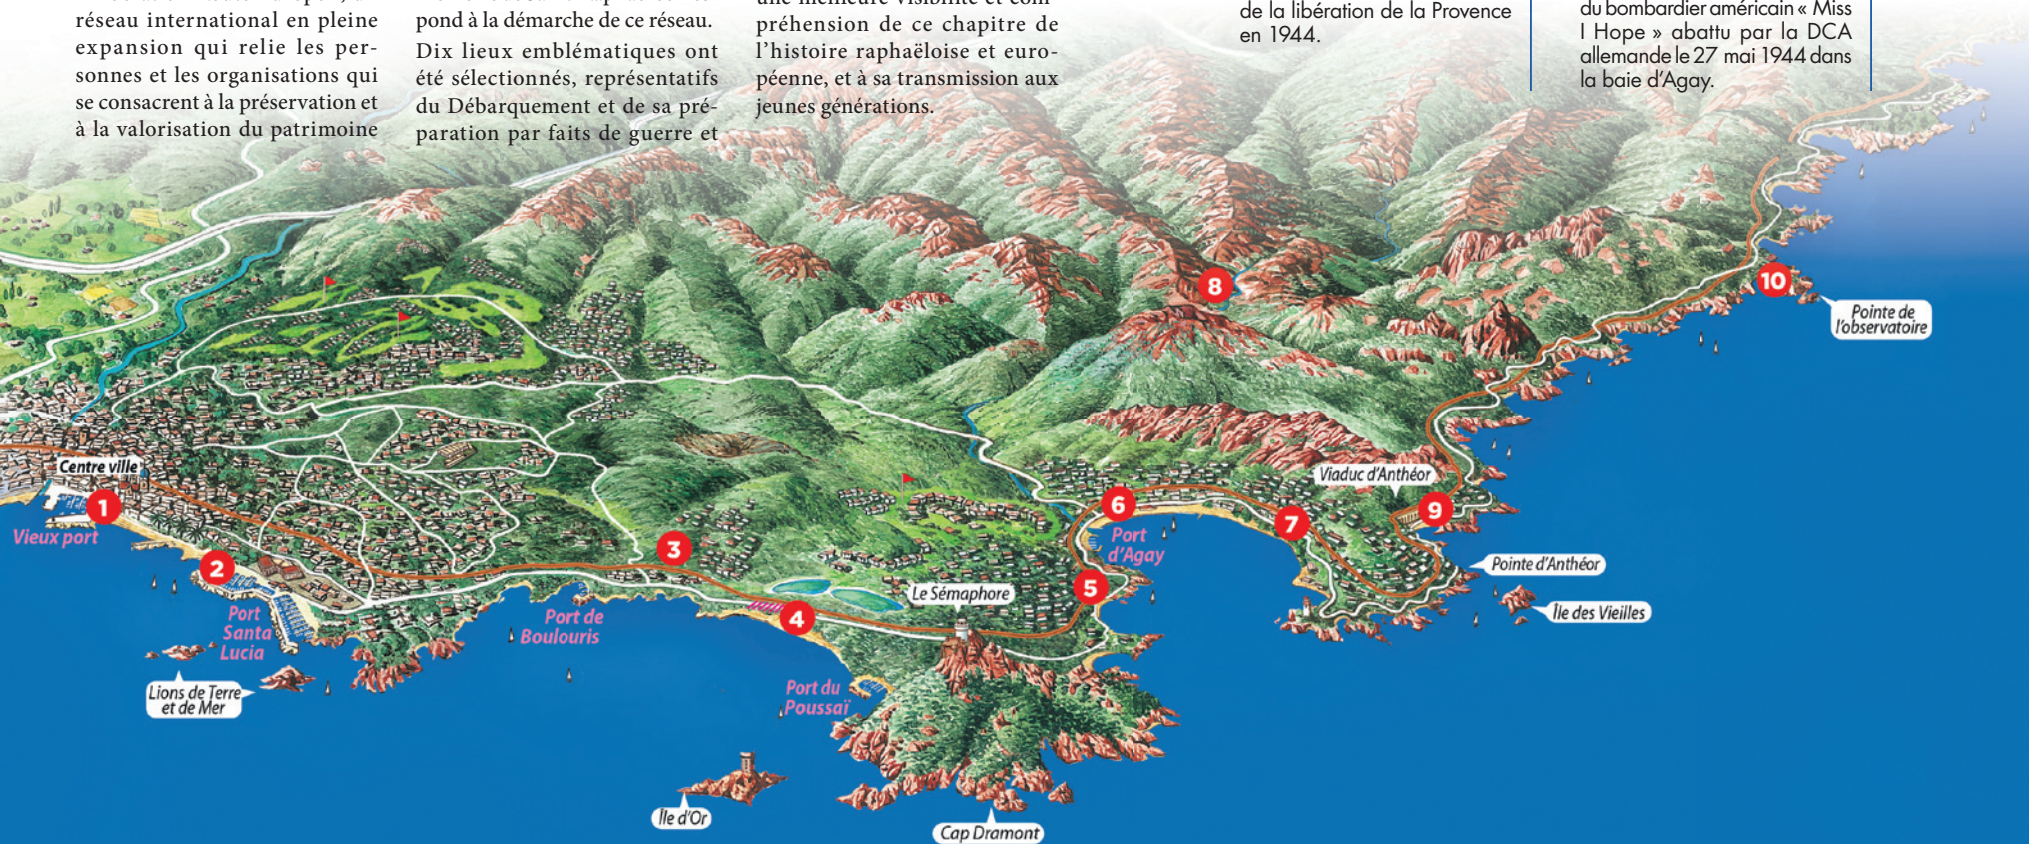 réseau international en pleine
expansion qui relie les per-
sonnes et les organisations qui
se consacrent à la préservation et
à la valorisation du patrimoine
pond à la démarche de ce réseau.
Dix lieux emblématiques ont
été sélectionnés, représentatifs
du Débarquement et de sa pré-
paration par faits de guerre et
une meilleure visibilité et com-
préhension de ce chapitre de
l'histoire raphaëloise et euro-
péenne, et à sa transmission aux
jeunes générations.
de la libération de la Provence
en 1944.
du bombardier américain « Miss
I Hope » abattu par la DCA
allemande le 27 mai 1944 dans
la baie d'Agay.
8
10
Pointe de
l'observatoire
Centre ville
1
Vieux port
2
Port
Santa
Lucia
Lions de Terre
et de Mer
Port de
Boulouris
3
4
Le Sémaphore
5
6
Port
d'Agay
7
Viaduc d'Anthéor
9
Pointe d'Anthéor
Île des Vieilles
Port du
Poussaï
Île d'Or
Cap Dramont